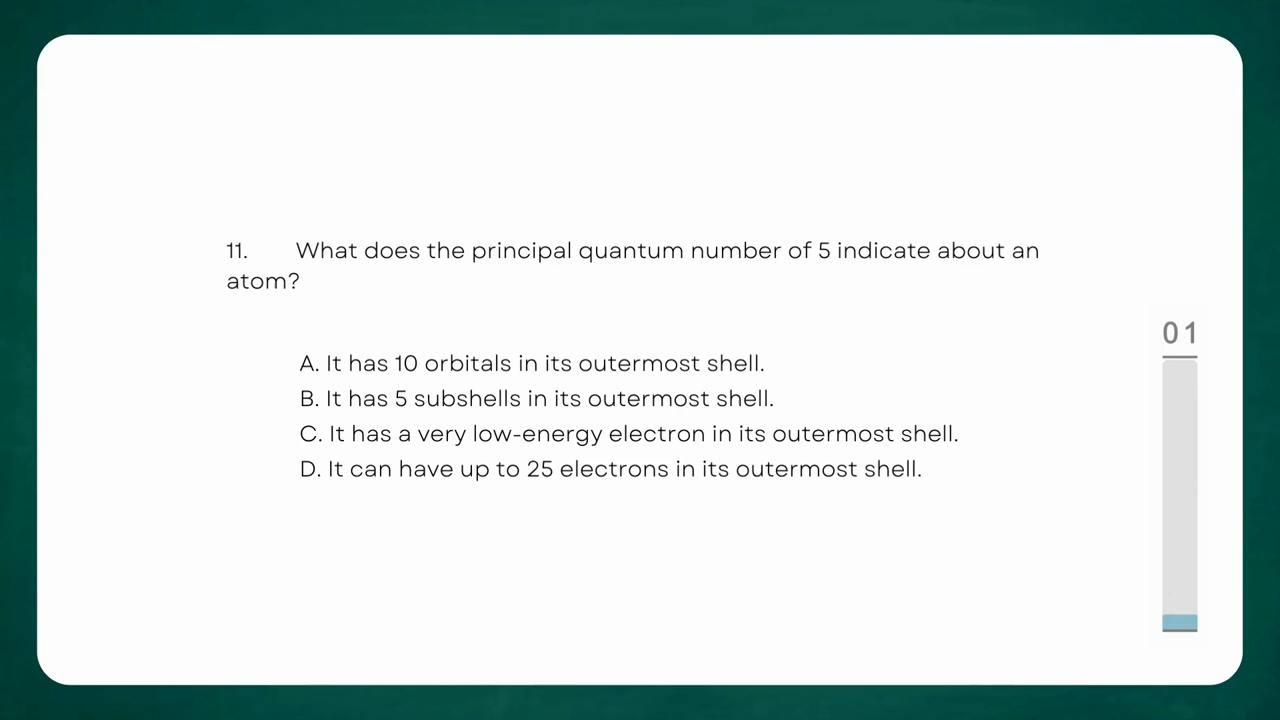 11. What does the principal quantum number of 5 indicate about an
atom?
A. It has 10 orbitals in its outermost shell.
B. It has 5 subshells in its outermost shell.
C. It has a very low-energy electron in its outermost shell.
D. It can have up to 25 electrons in its outermost shell.
01